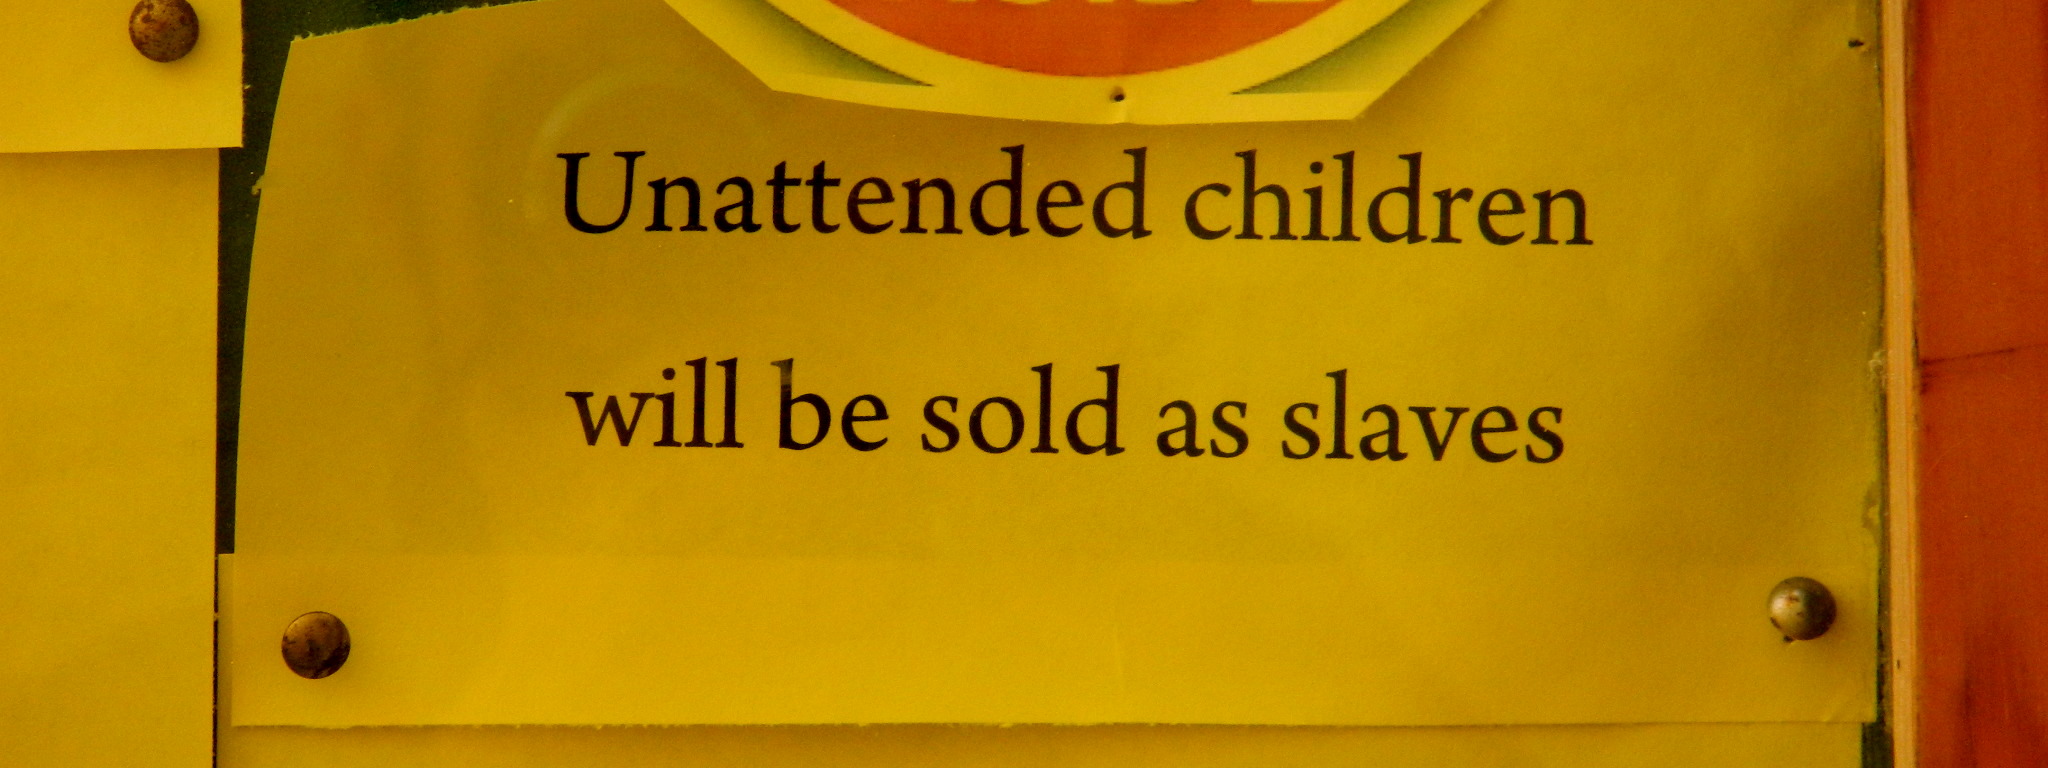 Unattended children
will be sold as slaves